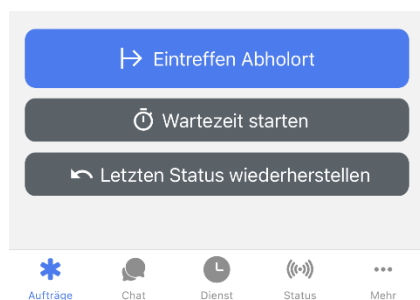 Eintreffen Abholort
Wartezeit starten
Letzten Status wiederherstellen
Aufträge Chat Dienst Status Mehr